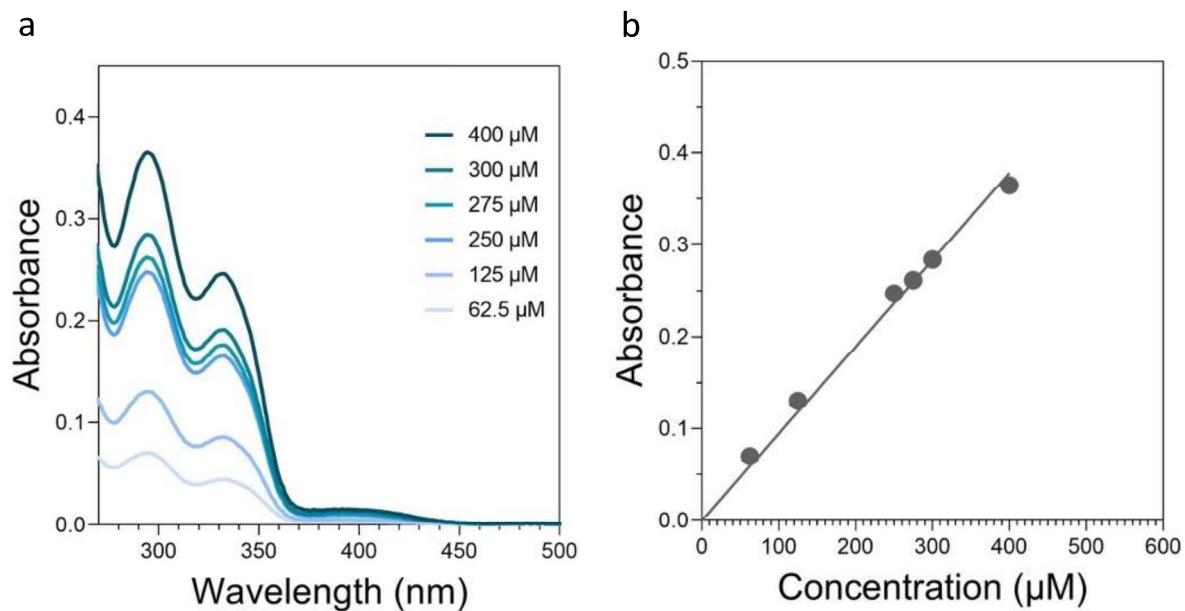 a
0.4
0.3
0.2
0.1
0.0
Absorbance
300
350
400
450
500
Wavelength (nm)
400 µM
300 µM
275 µM
250 µM
125 µM
62.5 µM
b
0.5
0.4
0.3
0.2
0.1
0.0
Absorbance
0
100
200
300
400
500
600
Concentration (µM)